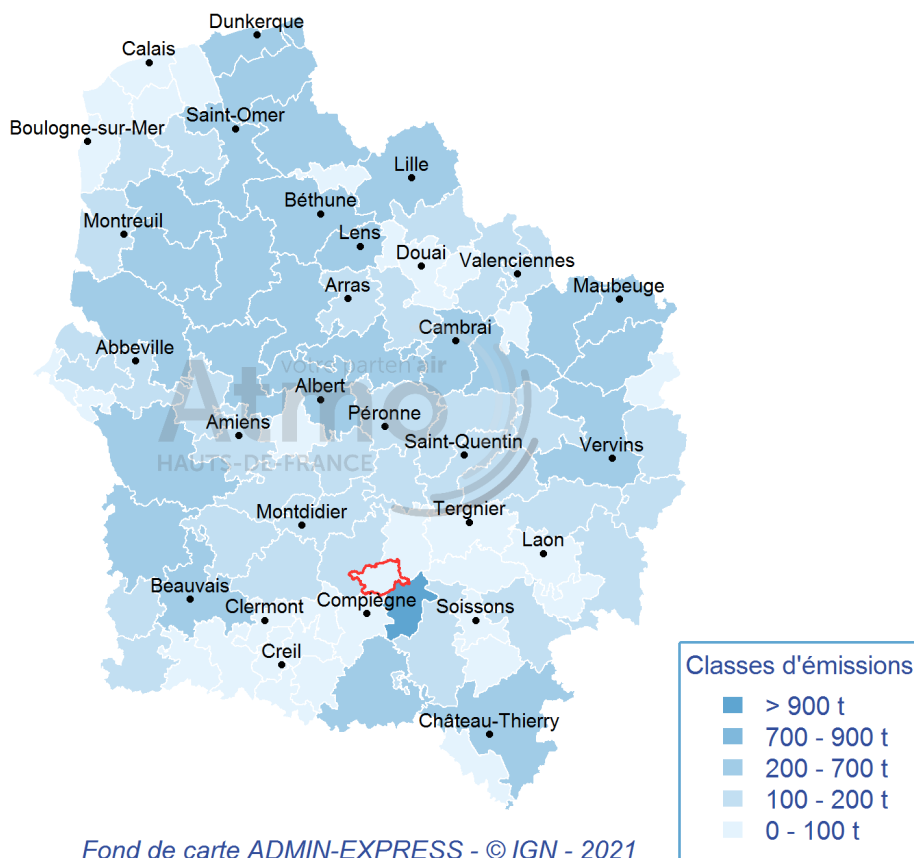 Dunkerque
Calais
Saint-Omer
Boulogne-sur-Mer
Lille
Béthune
Montreuil
Lens
Douai
Valenciennes
Arras
Maubeuge
Cambrai
Abbeville
votre parten'air
Atmo
HAUTS-DE-FRANCE
Albert
Péronne
Amiens
Saint-Quentin
Vervins
Montdidier
Tergnier
Laon
Beauvais
Clermont
Compiègne
Soissons
Creil
Château-Thierry
Classes d'émissions
> 900 t
700 - 900 t
200 - 700 t
100 - 200 t
0 - 100 t
Fond de carte ADMIN-EXPRESS - © IGN - 2021